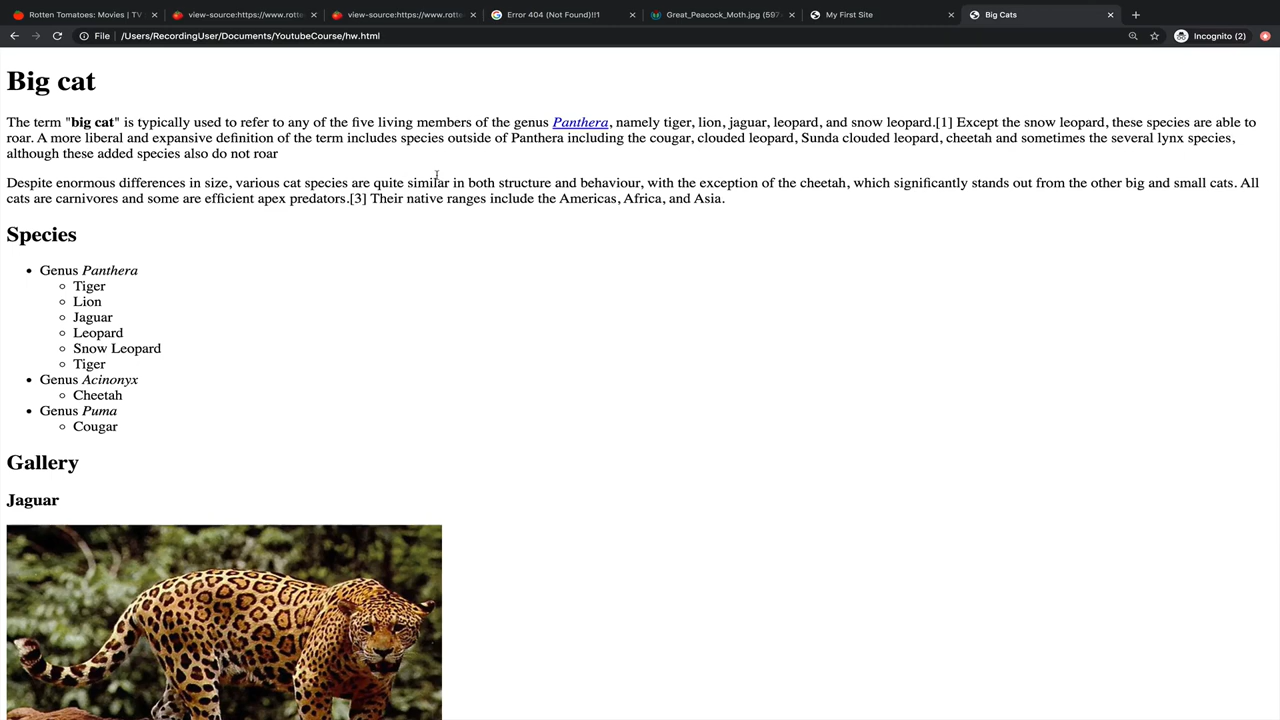 Rotten Tomatoes: Movies | TV
view-source:https://www.rotte
view-source:https://www.rotte
Error 404 (Not Found)!!1
Great_Peacock_Moth.jpg (597×
My First Site
Big Cats
File
/Users/RecordingUser/Documents/YoutubeCourse/hw.html
Incognito (2)
Big cat
The term "big cat" is typically used to refer to any of the five living members of the genus Panthera, namely tiger, lion, jaguar, leopard, and snow leopard.[1] Except the snow leopard, these species are able to
roar. A more liberal and expansive definition of the term includes species outside of Panthera including the cougar, clouded leopard, Sunda clouded leopard, cheetah and sometimes the several lynx species,
although these added species also do not roar
Despite enormous differences in size, various cat species are quite similar in both structure and behaviour, with the exception of the cheetah, which significantly stands out from the other big and small cats. All
cats are carnivores and some are efficient apex predators.[3] Their native ranges include the Americas, Africa, and Asia.
Species
Genus Panthera
Tiger
Lion
Jaguar
Leopard
Snow Leopard
Tiger
Genus Acinonyx
Cheetah
Genus Puma
Cougar
Gallery
Jaguar